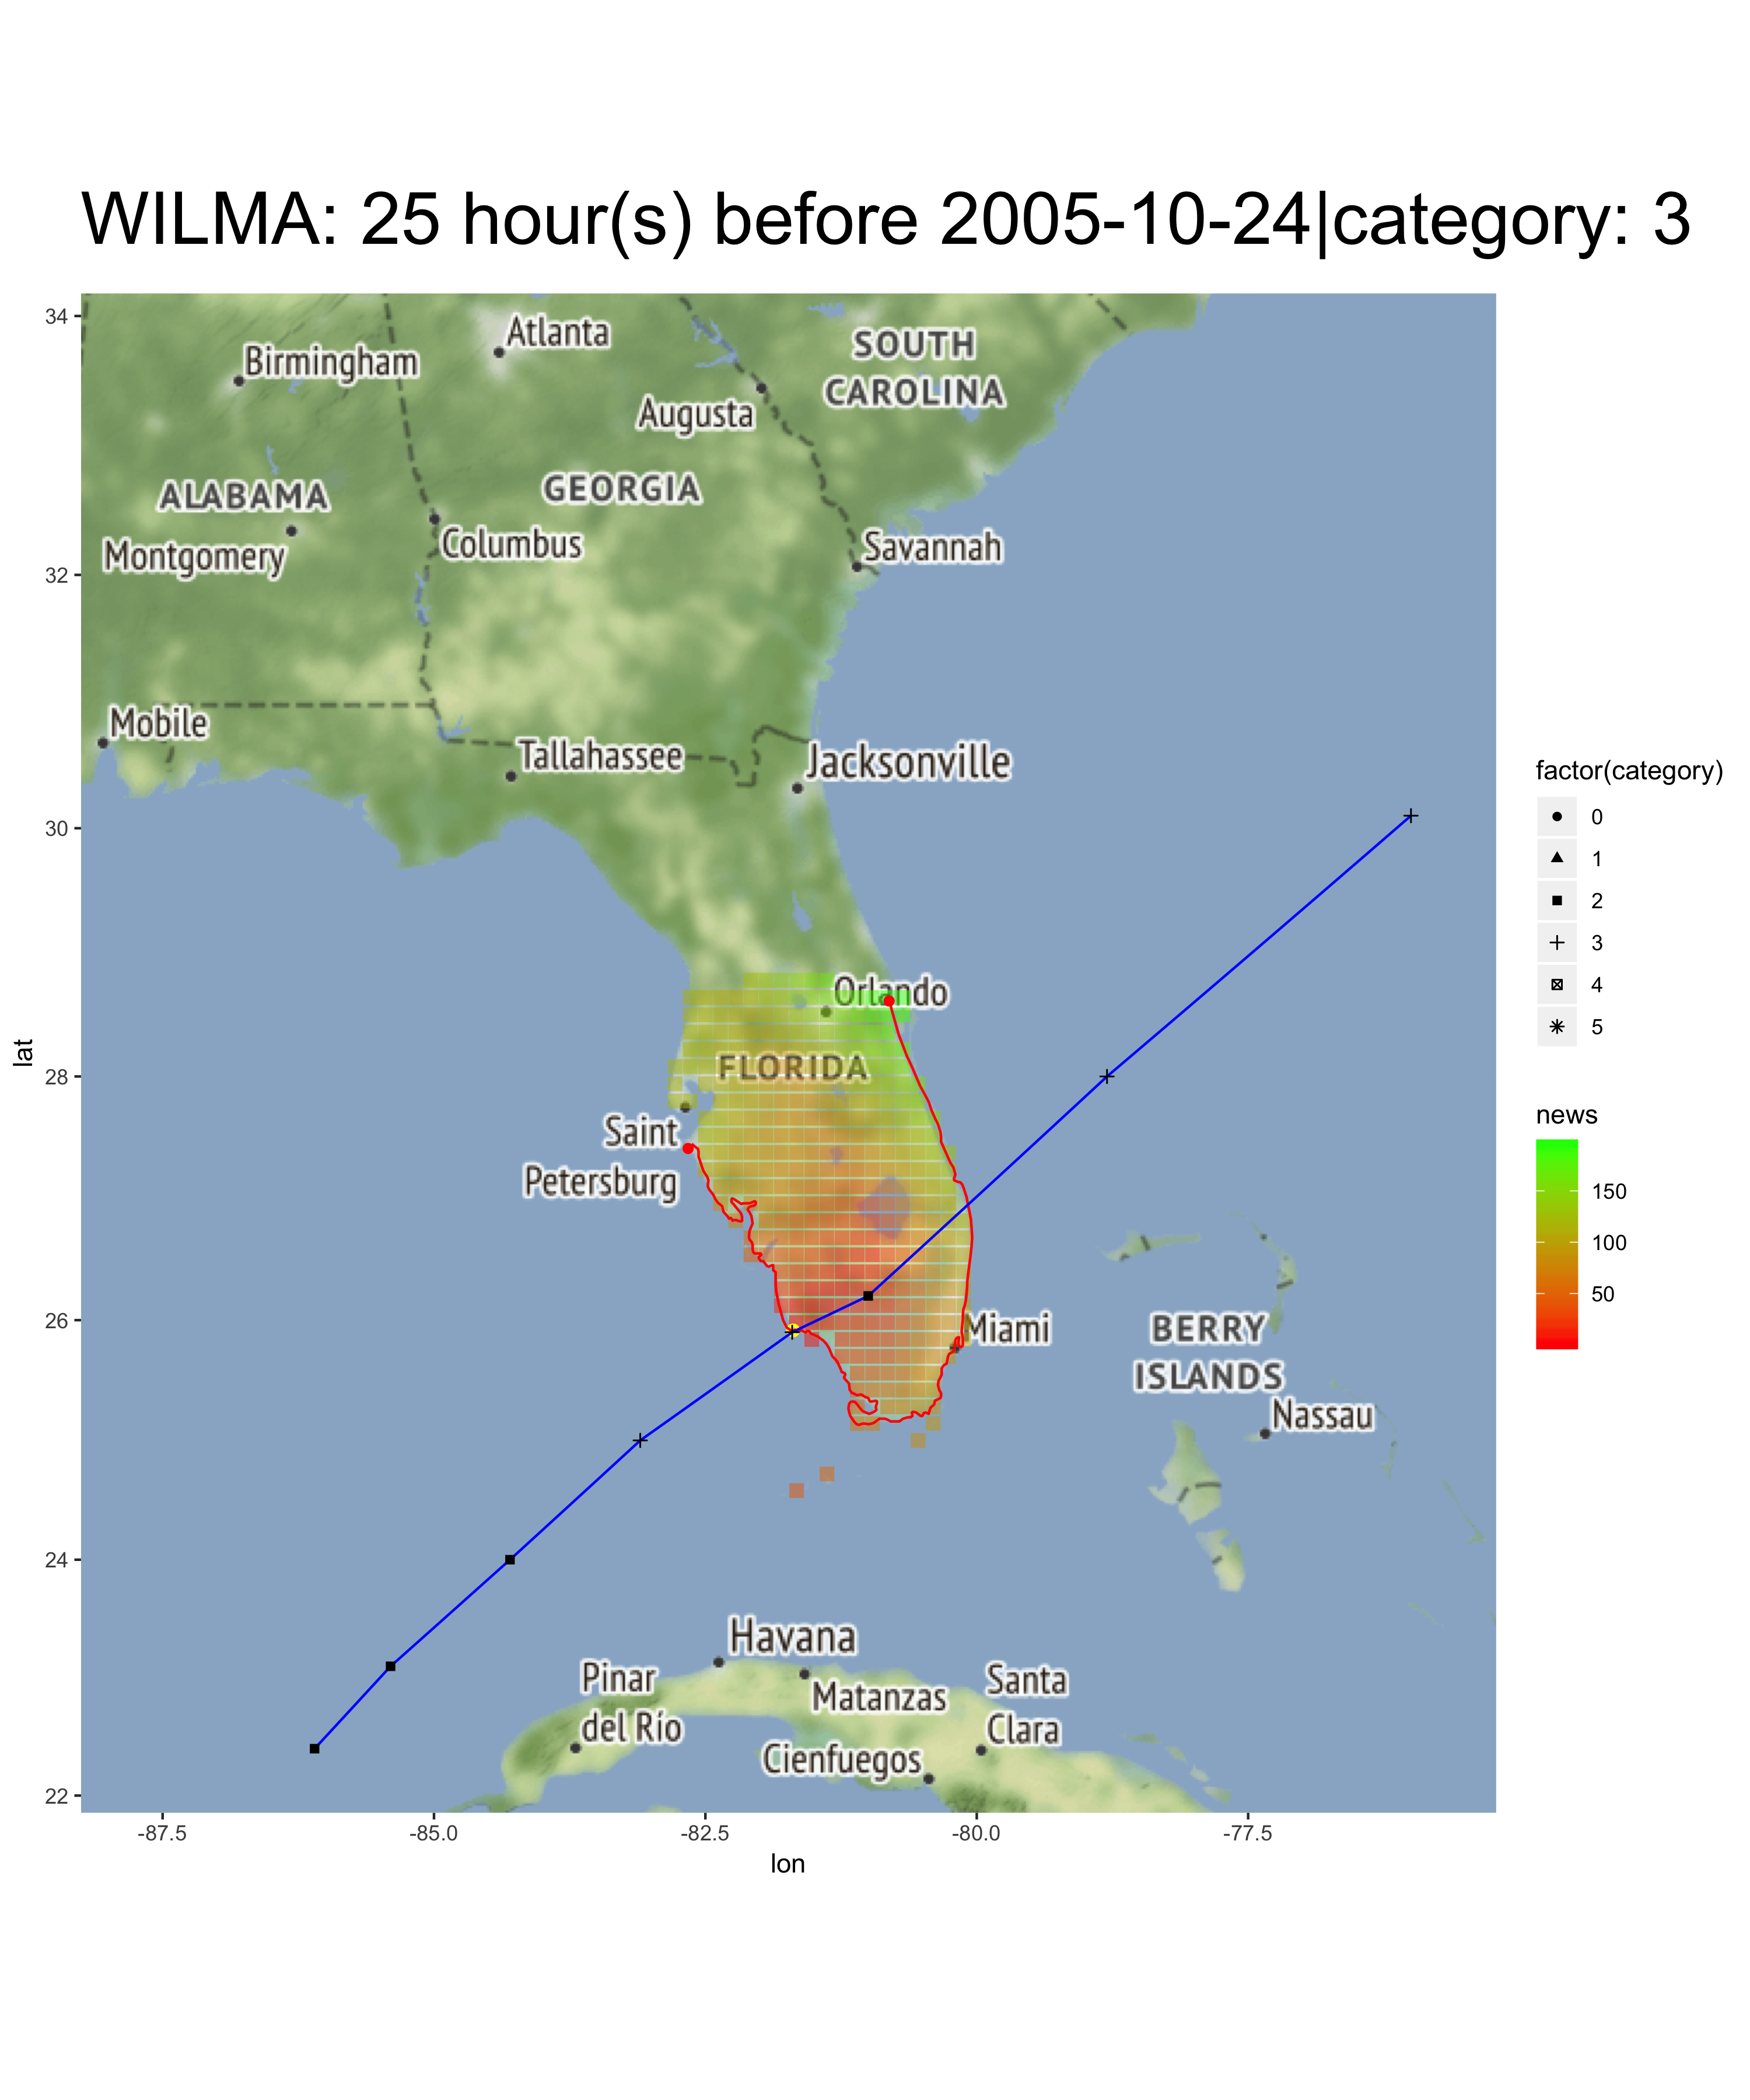 WILMA: 25 hour(s) before 2005-10-24|category: 3
34
32
30
28
26
24
22
lat
-87.5
-85.0
-82.5
-80.0
-77.5
lon
Atlanta
Birmingham
SOUTH
CAROLINA
Augusta
ALABAMA
GEORGIA
Montgomery
Columbus
Savannah
Mobile
Tallahassee
Jacksonville
Orlando
FLORIDA
Saint
Petersburg
Miami
BERRY
ISLANDS
Nassau
Havana
Pinar
del Río
Matanzas
Santa
Clara
Cienfuegos
factor(category)
0
1
2
3
4
5
news
150
100
50